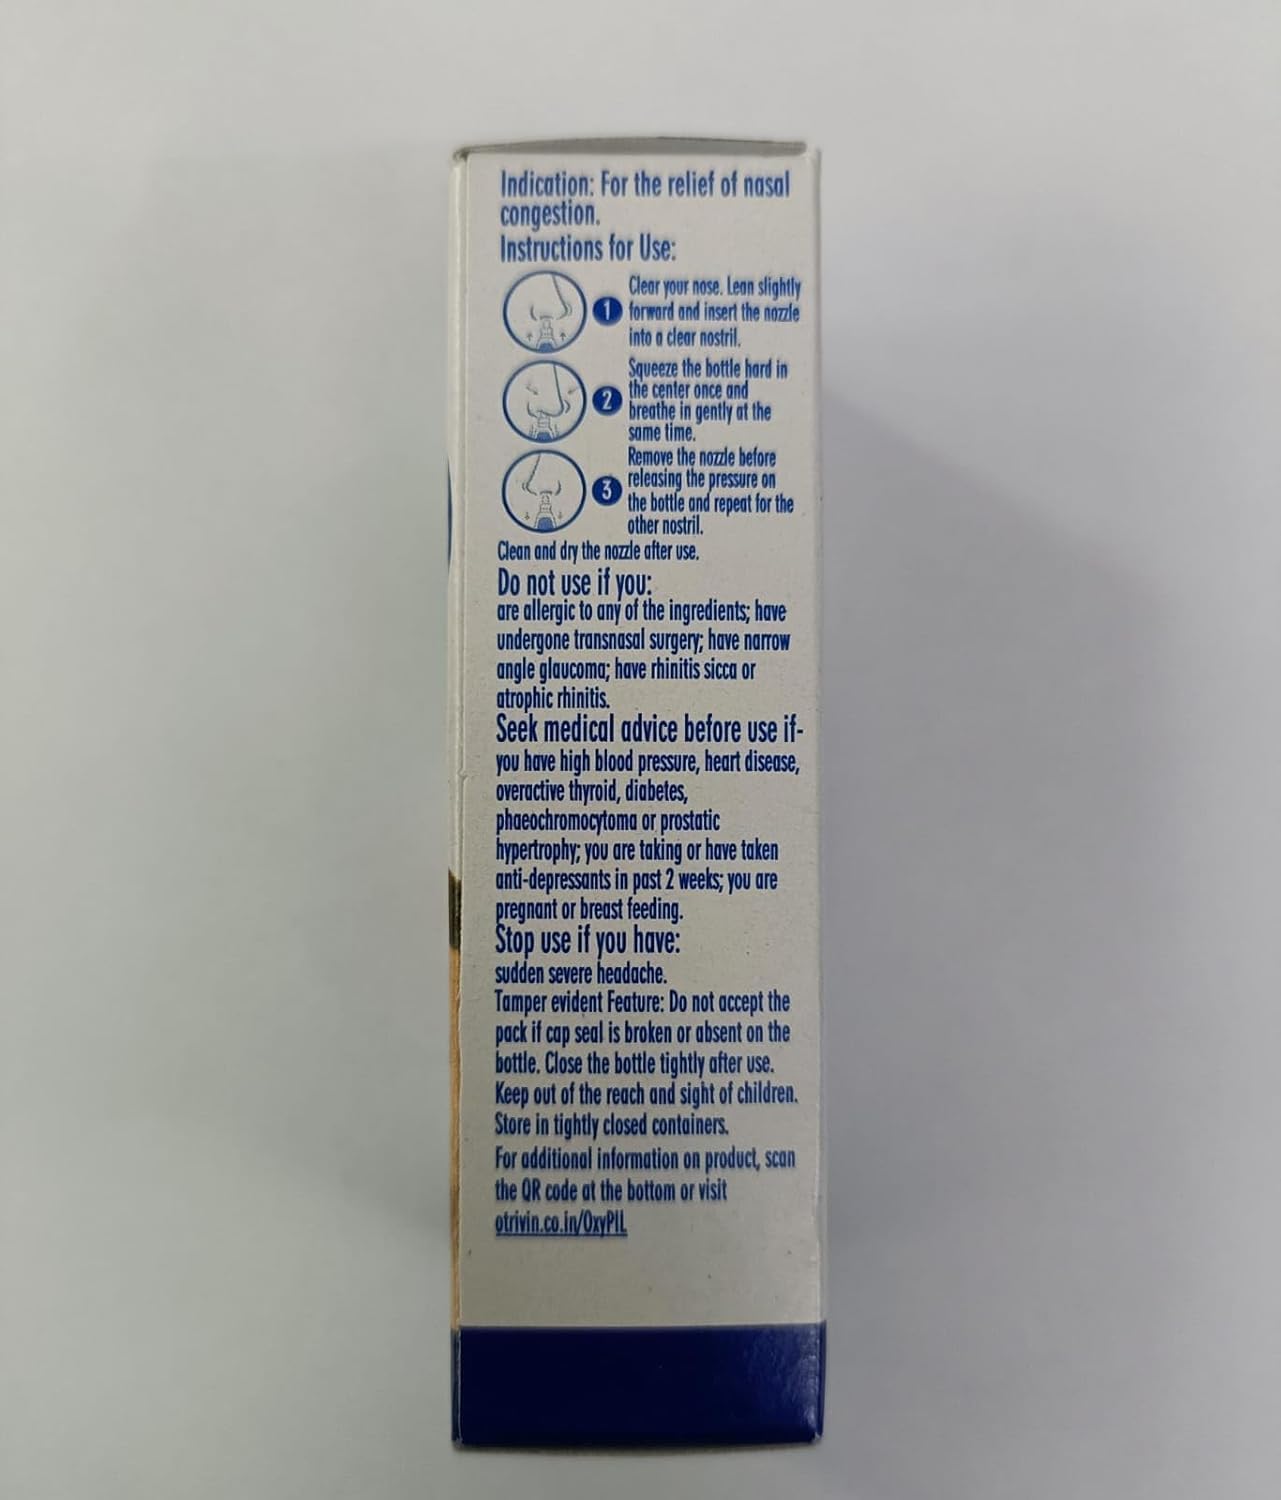 Indication: For the relief of nasal
congestion.
Instructions for Use:
1
Clear your nose. Lean slightly
forward and insert the nozzle
into a clear nostril.
2
Squeeze the bottle hard in
the center once and
breathe in gently at the
same time.
3
Remove the nozzle before
releasing the pressure on
the bottle and repeat for the
other nostril.
Clean and dry the nozzle after use.
Do not use if you:
are allergic to any of the ingredients; have
undergone transnasal surgery; have narrow
angle glaucoma; have rhinitis sicca or
atrophic rhinitis.
Seek medical advice before use if-
you have high blood pressure, heart disease,
overactive thyroid, diabetes,
phaeochromocytoma or prostatic
hypertrophy; you are taking or have taken
anti-depressants in past 2 weeks; you are
pregnant or breast feeding.
Stop use if you have:
sudden severe headache.
Tamper evident Feature: Do not accept the
pack if cap seal is broken or absent on the
bottle. Close the bottle tightly after use.
Keep out of the reach and sight of children.
Store in tightly closed containers.
For additional information on product, scan
the QR code at the bottom or visit
otrivin.co.in/OxyPIL